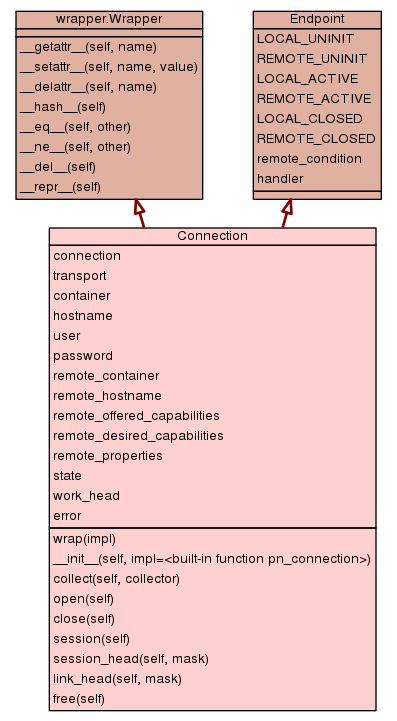 wrapper.Wrapper
__getattr__(self, name)
__setattr__(self, name, value)
__delattr__(self, name)
__hash__(self)
__eq__(self, other)
__ne__(self, other)
__del__(self)
__repr__(self)
Endpoint
LOCAL_UNINIT
REMOTE_UNINIT
LOCAL_ACTIVE
REMOTE_ACTIVE
LOCAL_CLOSED
REMOTE_CLOSED
remote_condition
handler
Connection
connection
transport
container
hostname
user
password
remote_container
remote_hostname
remote_offered_capabilities
remote_desired_capabilities
remote_properties
state
work_head
error
wrap(impl)
__init__(self, impl=<built-in function pn_connection>)
collect(self, collector)
open(self)
close(self)
session(self)
session_head(self, mask)
link_head(self, mask)
free(self)